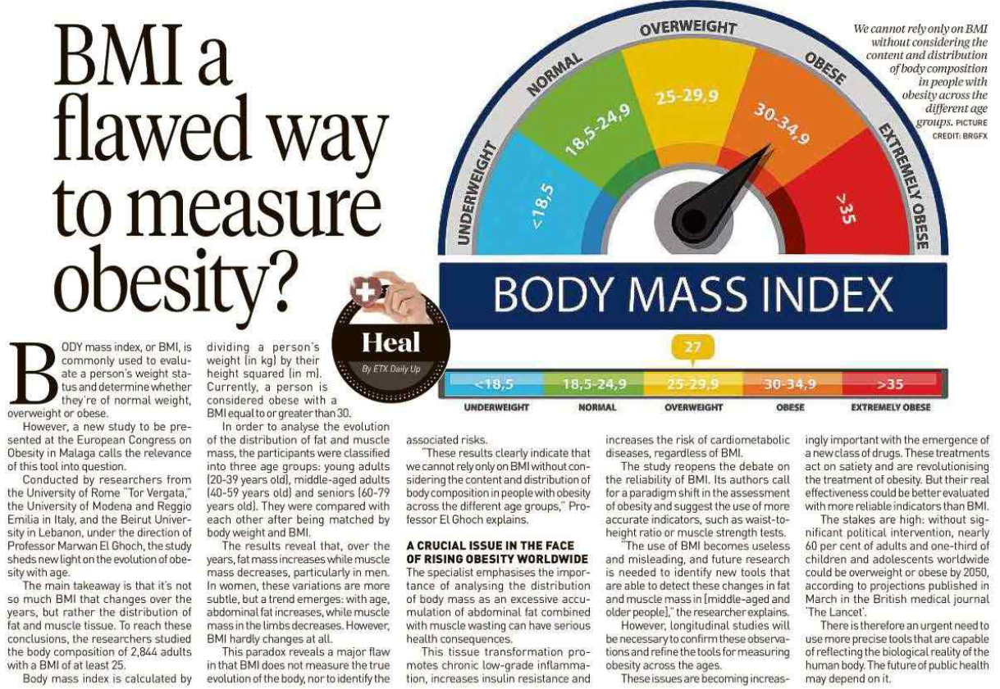 BMI a
flawed way
to measure
obesity?
We cannot rely only on BMI
without considering the
content and distribution
of body composition
in people with
obesity across the
different age
groups. PICTURE
CREDIT: BRGFX
UNDERWEIGHT
NORMAL
OVERWEIGHT
OBESE
EXTREMELY OBESE
<18,5
18,5-24,9
25-29,9
30-34,9
>35
BODY MASS INDEX
27
<18,5
18,5-24,9
25-29,9
30-34,9
>35
UNDERWEIGHT
NORMAL
OVERWEIGHT
OBESE
EXTREMELY OBESE
Heal
By ETX Daily Up
BODY mass index, or BMI, is
commonly used to evalu-
ate a person's weight sta-
tus and determine whether
they're of normal weight,
overweight or obese.
However, a new study to be pre-
sented at the European Congress on
Obesity in Malaga calls the relevance
of this tool into question.
Conducted by researchers from
the University of Rome "Tor Vergata,"
the University of Modena and Reggio
Emilia in Italy, and the Beirut Univer-
sity in Lebanon, under the direction of
Professor Marwan El Ghoch, the study
sheds new light on the evolution of obe-
sity with age.
The main takeaway is that it's not
so much BMI that changes over the
years, but rather the distribution of
fat and muscle tissue. To reach these
conclusions, the researchers studied
the body composition of 2,844 adults
with a BMI of at least 25.
Body mass index is calculated by
dividing a person's
weight (in kg) by their
height squared (in m).
Currently, a person is
considered obese with a
BMI equal to or greater than 30.
In order to analyse the evolution
of the distribution of fat and muscle
mass, the participants were classified
into three age groups: young adults
(20-39 years old), middle-aged adults
(40-59 years old) and seniors (60-79
years old). They were compared with
each other after being matched by
body weight and BMI.
The results reveal that, over the
years, fat mass increases while muscle
mass decreases, particularly in men.
In women, these variations are more
subtle, but a trend emerges: with age,
abdominal fat increases, while muscle
mass in the limbs decreases. However,
BMI hardly changes at all.
This paradox reveals a major flaw
in that BMI does not measure the true
evolution of the body, nor to identify the
associated risks.
"These results clearly indicate that
we cannot rely only on BMI without con-
sidering the content and distribution of
body composition in people with obesity
across the different age groups," Pro-
fessor El Ghoch explains.
A CRUCIAL ISSUE IN THE FACE
OF RISING OBESITY WORLDWIDE
The specialist emphasises the impor-
tance of analysing the distribution
of body mass as an excessive accu-
mulation of abdominal fat combined
with muscle wasting can have serious
health consequences.
This tissue transformation pro-
motes chronic low-grade inflamma-
tion, increases insulin resistance and
increases the risk of cardiometabolic
diseases, regardless of BMI.
The study reopens the debate on
the reliability of BMI. Its authors call
for a paradigm shift in the assessment
of obesity and suggest the use of more
accurate indicators, such as waist-to-
height ratio or muscle strength tests.
"The use of BMI becomes useless
and misleading, and future research
is needed to identify new tools that
are able to detect these changes in fat
and muscle mass in [middle-aged and
older people]," the researcher explains.
However, longitudinal studies will
be necessary to confirm these observa-
tions and refine the tools for measuring
obesity across the ages.
These issues are becoming increas-
ingly important with the emergence of
a new class of drugs. These treatments
act on satiety and are revolutionising
the treatment of obesity. But their real
effectiveness could be better evaluated
with more reliable indicators than BMI.
The stakes are high: without sig-
nificant political intervention, nearly
60 per cent of adults and one-third of
children and adolescents worldwide
could be overweight or obese by 2050,
according to projections published in
March in the British medical journal
'The Lancet'.
There is therefore an urgent need to
use more precise tools that are capable
of reflecting the biological reality of the
human body. The future of public health
may depend on it.